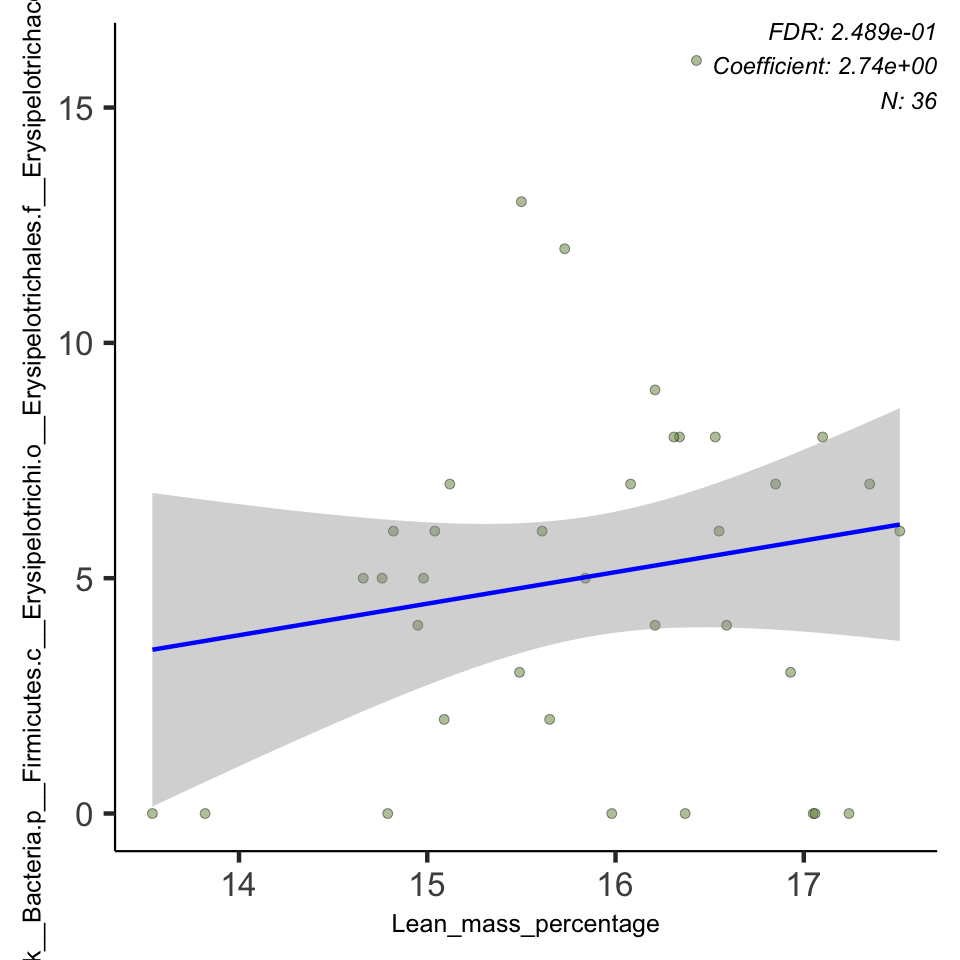 FDR: 2.489e-01
Coefficient: 2.74e+00
N: 36
15
10
5
0
k__Bacteria.p__Firmicutes.c__Erysipelotrichi.o__Erysipelotrichales.f__Erysipelotrichac
14 15 16 17
Lean_mass_percentage